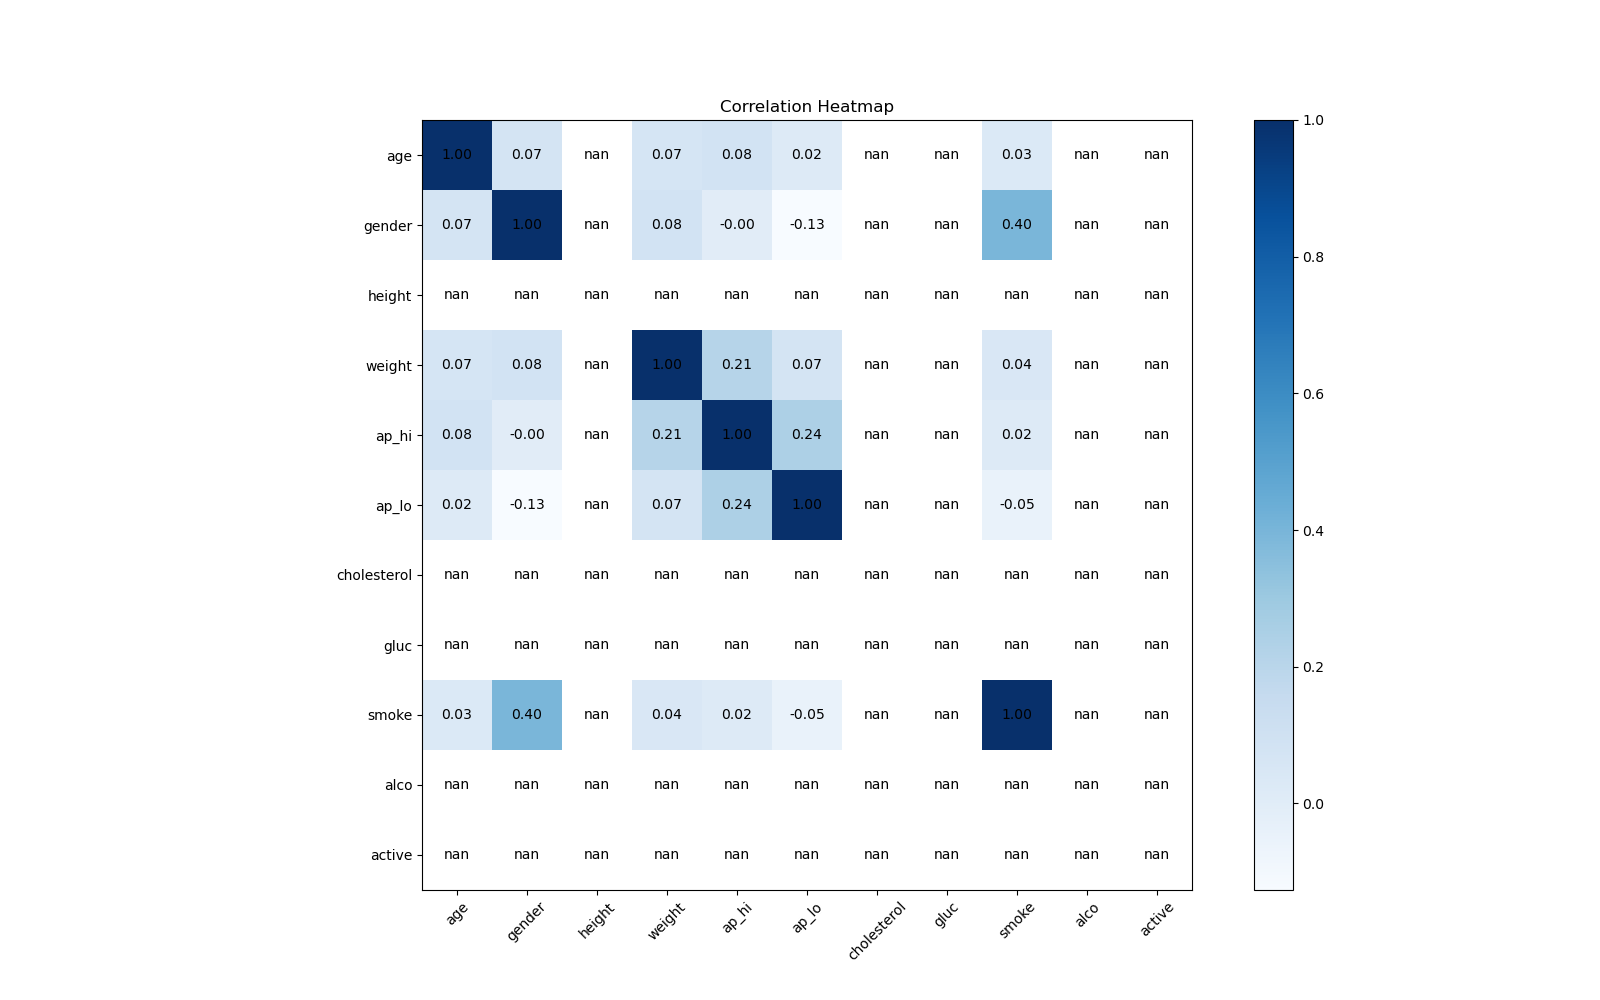 Correlation Heatmap
age 1.00 0.07 nan 0.07 0.08 0.02 nan nan 0.03 nan nan
gender 0.07 1.00 nan 0.08 -0.00 -0.13 nan nan 0.40 nan nan
height nan nan nan nan nan nan nan nan nan nan nan
weight 0.07 0.08 nan 1.00 0.21 0.07 nan nan 0.04 nan nan
ap_hi 0.08 -0.00 nan 0.21 1.00 0.24 nan nan 0.02 nan nan
ap_lo 0.02 -0.13 nan 0.07 0.24 1.00 nan nan -0.05 nan nan
cholesterol nan nan nan nan nan nan nan nan nan nan nan
gluc nan nan nan nan nan nan nan nan nan nan nan
smoke 0.03 0.40 nan 0.04 0.02 -0.05 nan nan 1.00 nan nan
alco nan nan nan nan nan nan nan nan nan nan nan
active nan nan nan nan nan nan nan nan nan nan nan
age gender height weight ap_hi ap_lo cholesterol gluc smoke alco active
1.0
0.8
0.6
0.4
0.2
0.0